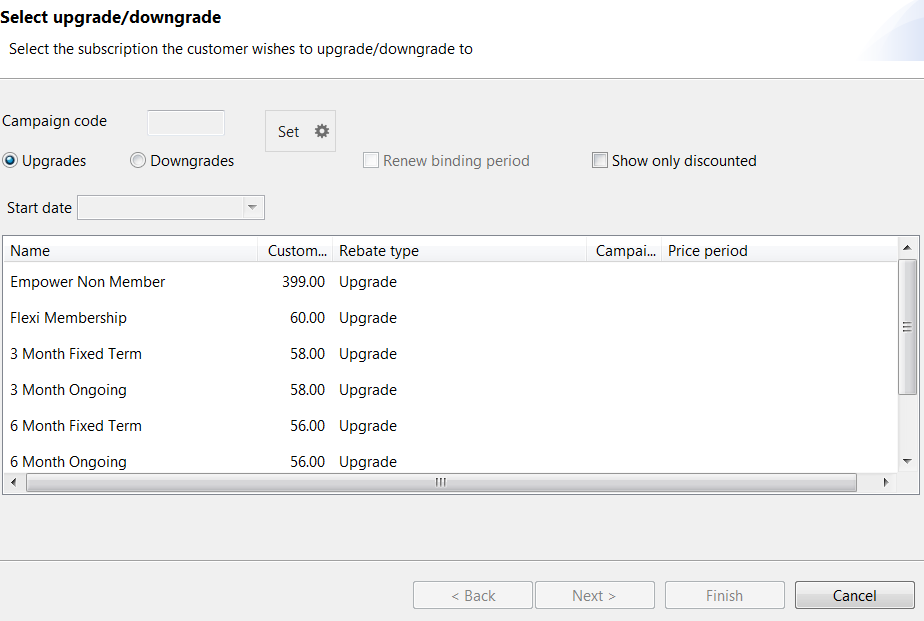 Select upgrade/downgrade
Select the subscription the customer wishes to upgrade/downgrade to
Campaign code
Set
Upgrades Downgrades Renew binding period Show only discounted
Start date
Name Custom... Rebate type Campai... Price period
Empower Non Member 399.00 Upgrade
Flexi Membership 60.00 Upgrade
3 Month Fixed Term 58.00 Upgrade
3 Month Ongoing 58.00 Upgrade
6 Month Fixed Term 56.00 Upgrade
6 Month Ongoing 56.00 Upgrade
< Back Next > Finish Cancel